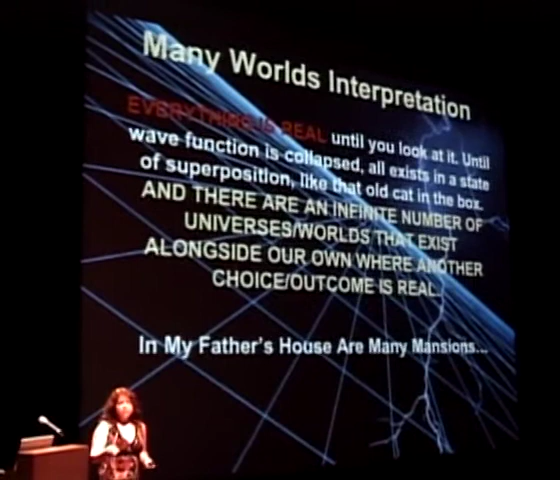 Many Worlds Interpretation
EVERYTHING IS REAL until you look at it. Until
wave function is collapsed, all exists in a state
of superposition, like that old cat in the box.
AND THERE ARE AN INFINITE NUMBER OF
UNIVERSES/WORLDS THAT EXIST
ALONGSIDE OUR OWN WHERE ANOTHER
CHOICE/OUTCOME IS REAL.
In My Father's House Are Many Mansions...